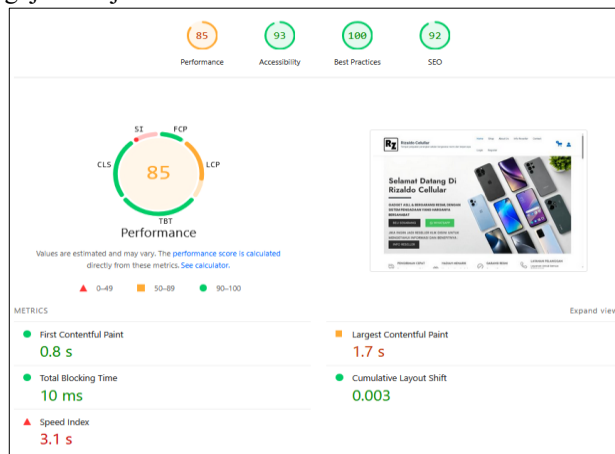 85
93
100
92
Performance
Accessibility
Best Practices
SEO
SI
FCP
CLS
LCP
TBT
85
Performance
Values are estimated and may vary. The performance score is calculated
directly from these metrics. See calculator.
0–49
50–89
90–100
Rizaldo Cellular
Selamat Datang Di
Rizaldo Cellular
METRICS
Expand view
First Contentful Paint
0.8 s
Largest Contentful Paint
1.7 s
Total Blocking Time
10 ms
Cumulative Layout Shift
0.003
Speed Index
3.1 s